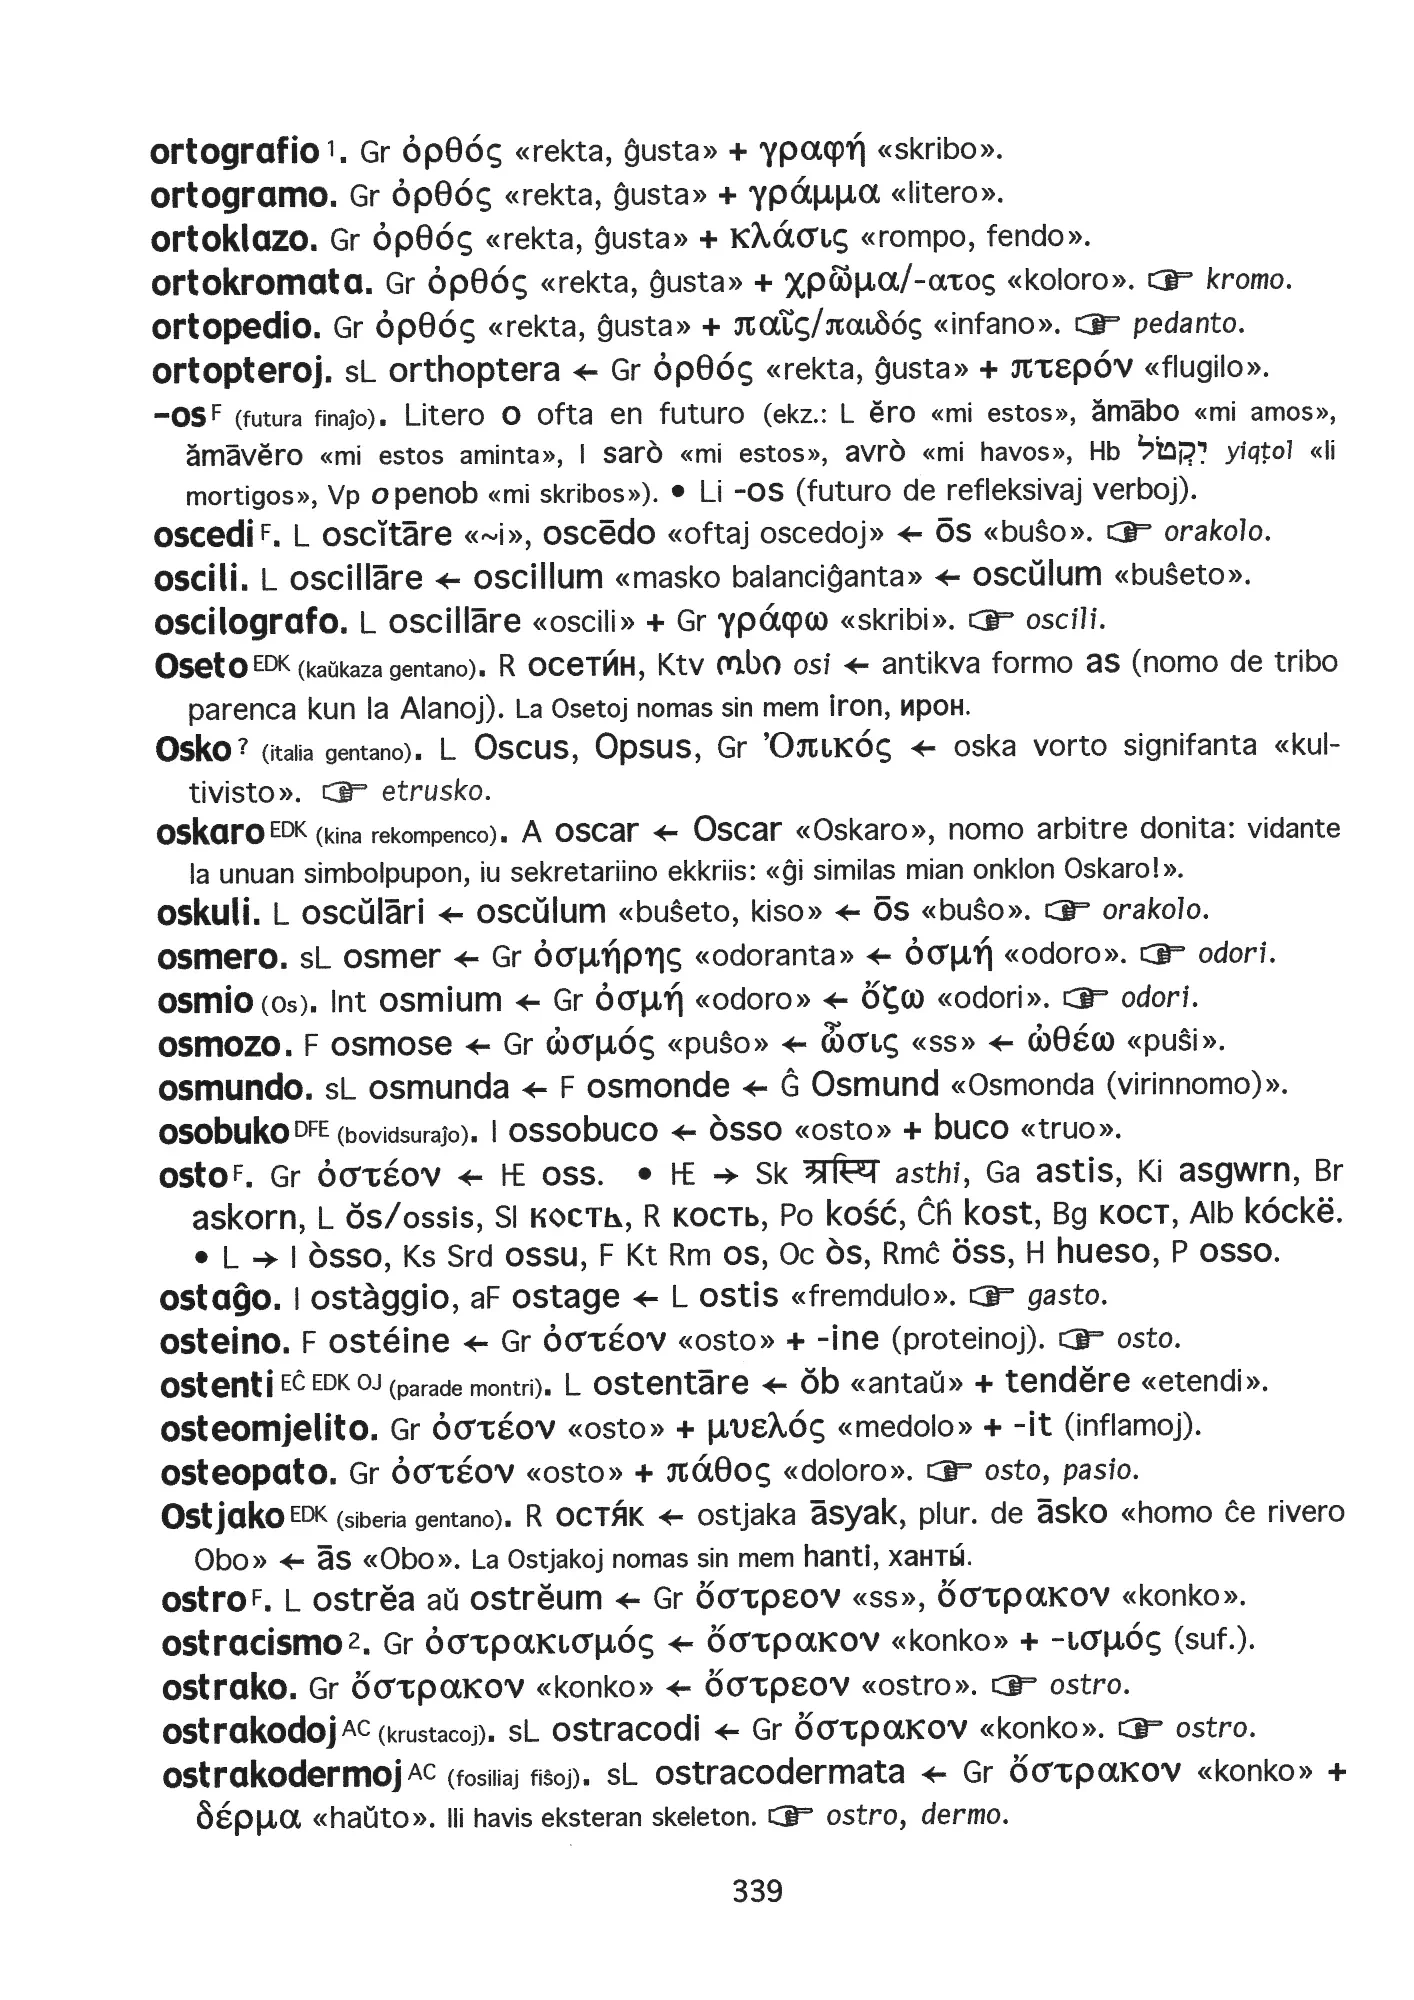 ortografio¹. Gr ὀρθός «rekta, ĝusta» + γραφή «skribo».
ortogramo. Gr ὀρθός «rekta, ĝusta» + γράμμα «litero».
ortoklazo. Gr ὀρθός «rekta, ĝusta» + κλάσις «rompo, fendo».
ortokromata. Gr ὀρθός «rekta, ĝusta» + χρῶμα/-ατος «koloro». ☞ kromo.
ortopedio. Gr ὀρθός «rekta, ĝusta» + παῖς/παιδός «infano». ☞ pedanto.
ortopteroj. sL orthoptera ← Gr ὀρθός «rekta, ĝusta» + πτερόν «flugilo».
-os F (futura finaĵo). Litero o ofta en futuro (ekz.: L ĕro «mi estos», ămābo «mi amos»,
ămāvĕro «mi estos aminta», I sarò «mi estos», avrò «mi havos», Hb יִקְטוֹל yiqṭol «li
mortigos», Vp openob «mi skribos»). • Li -os (futuro de refleksivaj verboj).
oscedi F. L oscĭtāre «~i», oscēdo «oftaj oscedoj» ← ōs «buŝo». ☞ orakolo.
oscili. L oscillāre ← oscillum «masko balanciĝanta» ← oscŭlum «buŝeto».
oscilografo. L oscillāre «oscili» + Gr γράφω «skribi». ☞ oscili.
Oseto EDK (kaŭkaza gentano). R осетúн, Ktv ოსი osi ← antikva formo as (nomo de tribo
parenca kun la Alanoj). La Osetoj nomas sin mem iron, ирон.
Osko ? (italia gentano). L Oscus, Opsus, Gr Ὀπικός ← oska vorto signifanta «kul-
tivisto». ☞ etrusko.
oskaro EDK (kina rekompenco). A oscar ← Oscar «Oskaro», nomo arbitre donita: vidante
la unuan simbolpupon, iu sekretariino ekkriis: «ĝi similas mian onklon Oskaro!».
oskuli. L oscŭlāri ← oscŭlum «buŝeto, kiso» ← ōs «buŝo». ☞ orakolo.
osmero. sL osmer ← Gr ὀσμήρης «odoranta» ← ὀσμή «odoro». ☞ odori.
osmio (Os). Int osmium ← Gr ὀσμή «odoro» ← ὄζω «odori». ☞ odori.
osmozo. F osmose ← Gr ὠσμός «puŝo» ← ὦσις «ss» ← ὠθέω «puŝi».
osmundo. sL osmunda ← F osmonde ← Ĝ Osmund «Osmonda (virinnomo)».
osobuko DFE (bovidsuraĵo). I ossobuco ← òsso «osto» + buco «truo».
osto F. Gr ὀστέον ← IE oss. • IE → Sk अस्थि asthi, Ga astis, Ki asgwrn, Br
askorn, L ŏs/ossis, Sl кость, R кость, Po kość, Ĉĥ kost, Bg кост, Alb kóckë.
• L → I òsso, Ks Srd ossu, F Kt Rm os, Oc òs, Rmĉ öss, H hueso, P osso.
ostaĝo. I ostàggio, aF ostage ← L ostis «fremdulo». ☞ gasto.
osteino. F ostéine ← Gr ὀστέον «osto» + -ine (proteinoj). ☞ osto.
ostenti EĈ EDK OJ (parade montri). L ostentāre ← ŏb «antaŭ» + tendĕre «etendi».
osteomjelito. Gr ὀστέον «osto» + μυελός «medolo» + -it (inflamoj).
osteopato. Gr ὀστέον «osto» + πάθος «doloro». ☞ osto, pasio.
Ostjako EDK (siberia gentano). R остя́к ← ostjaka āsyak, plur. de āsko «homo ĉe rivero
Obo» ← ās «Obo». La Ostjakoj nomas sin mem hanti, ханты́.
ostro F. L ostrĕa aŭ ostrĕum ← Gr ὄστρεον «ss», ὄστρακον «konko».
ostracismo². Gr ὀστρακισμός ← ὄστρακον «konko» + -ισμός (suf.).
ostrako. Gr ὄστρακον «konko» ← ὄστρεον «ostro». ☞ ostro.
ostrakodoj AC (krustacoj). sL ostracodi ← Gr ὄστρακον «konko». ☞ ostro.
ostrakodermoj AC (fosiliaj fiŝoj). sL ostracodermata ← Gr ὄστρακον «konko» +
δέρμα «haŭto». Ili havis eksteran skeleton. ☞ ostro, dermo.
339